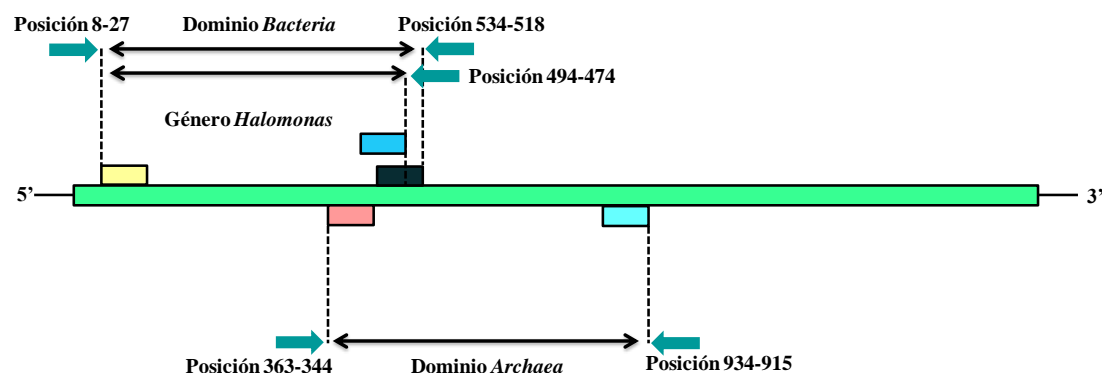 Posición 8-27
Dominio Bacteria
Posición 534-518
Posición 494-474
Género Halomonas
5’
3’
Posición 363-344
Dominio Archaea
Posición 934-915